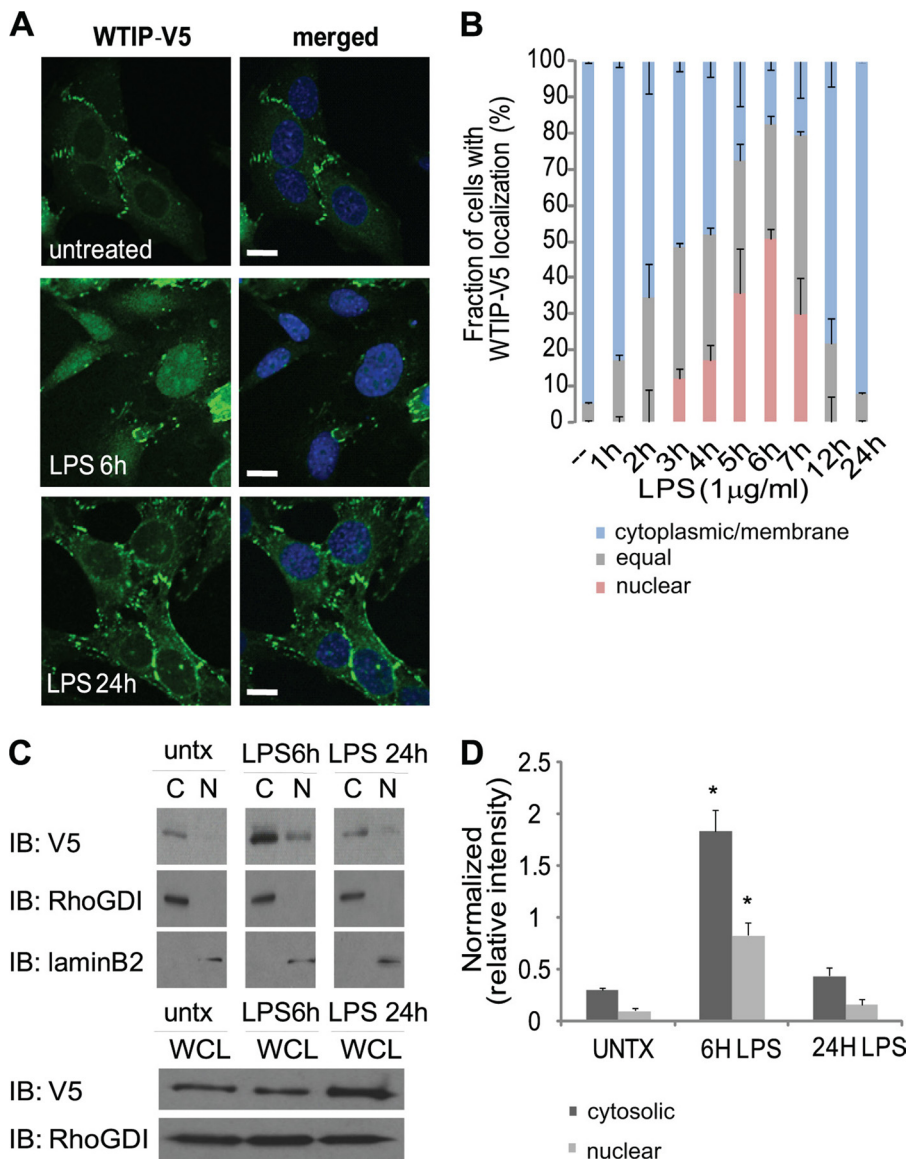 A
WTIP-V5
merged
untreated
LPS 6h
LPS 24h
B
Fraction of cells with
WTIP-V5 localization (%)
100
90
80
70
60
50
40
30
20
10
0
-- 1h 2h 3h 4h 5h 6h 7h 12h 24h
LPS (1μg/ml)
cytoplasmic/membrane
equal
nuclear
C
untx LPS6h LPS 24h
C N C N C N
IB: V5
IB: RhoGDI
IB: laminB2
untx LPS6h LPS 24h
WCL WCL WCL
IB: V5
IB: RhoGDI
D
Normalized
(relative intensity)
2.5
2
1.5
1
0.5
0
* *
UNTX 6H LPS 24H LPS
cytosolic
nuclear